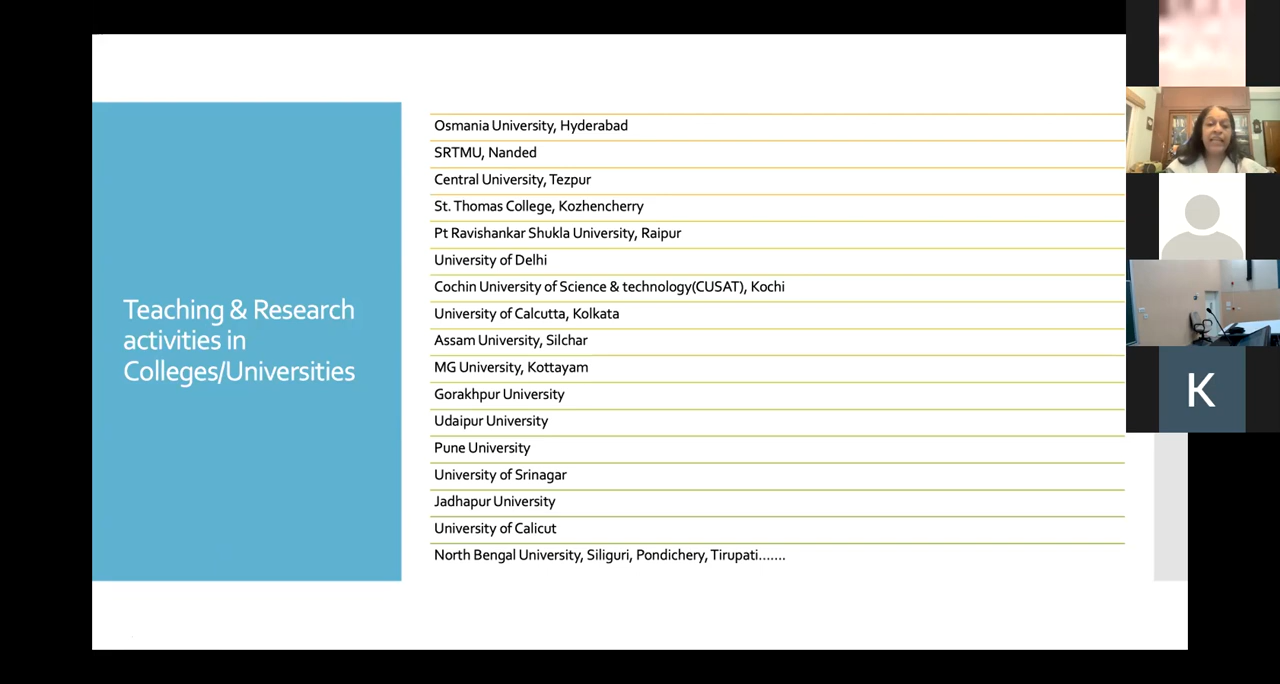 Teaching & Research
activities in
Colleges/Universities
Osmania University, Hyderabad
SRTMU, Nanded
Central University, Tezpur
St. Thomas College, Kozhencherry
Pt Ravishankar Shukla University, Raipur
University of Delhi
Cochin University of Science & technology(CUSAT), Kochi
University of Calcutta, Kolkata
Assam University, Silchar
MG University, Kottayam
Gorakhpur University
Udaipur University
Pune University
University of Srinagar
Jadhapur University
University of Calicut
North Bengal University, Siliguri, Pondichery, Tirupati.......
K